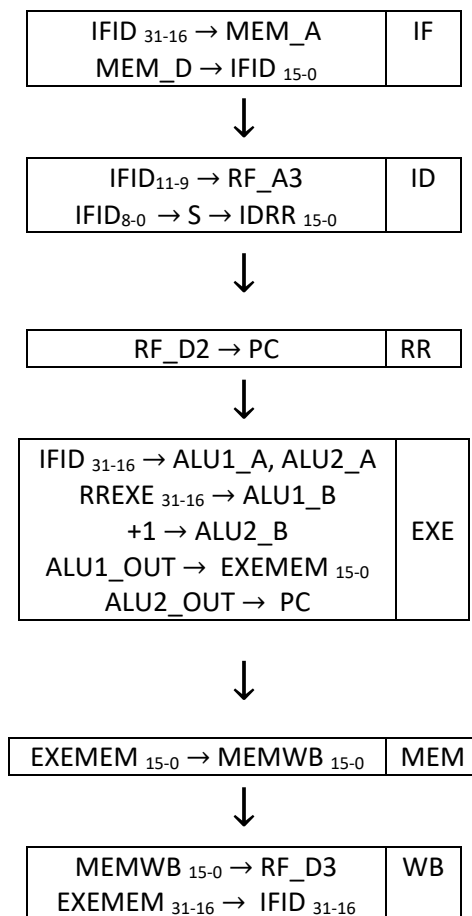 IFID 31-16 → MEM_A IF
MEM_D → IFID 15-0
IFID11-9 → RF_A3 ID
IFID8-0 → S → IDRR 15-0
RF_D2 → PC RR
IFID 31-16 → ALU1_A, ALU2_A
RREXE 31-16 → ALU1_B
+1 → ALU2_B EXE
ALU1_OUT → EXEMEM 15-0
ALU2_OUT → PC
EXEMEM 15-0 → MEMWB 15-0 MEM
MEMWB 15-0 → RF_D3 WB
EXEMEM 31-16 → IFID 31-16